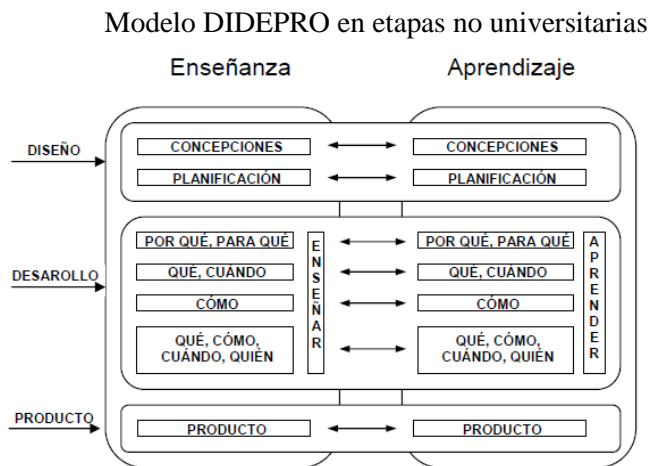 Modelo DIDEPRO en etapas no universitarias
Enseñanza
Aprendizaje
DISEÑO
CONCEPCIONES
CONCEPCIONES
PLANIFICACIÓN
PLANIFICACIÓN
DESAROLLO
POR QUÉ, PARA QUÉ
QUÉ, CUÁNDO
CÓMO
QUÉ, CÓMO,
CUÁNDO, QUIÉN
ENSEÑAR
POR QUÉ, PARA QUÉ
QUÉ, CUÁNDO
CÓMO
QUÉ, CÓMO,
CUÁNDO, QUIÉN
APRENDER
PRODUCTO
PRODUCTO
PRODUCTO